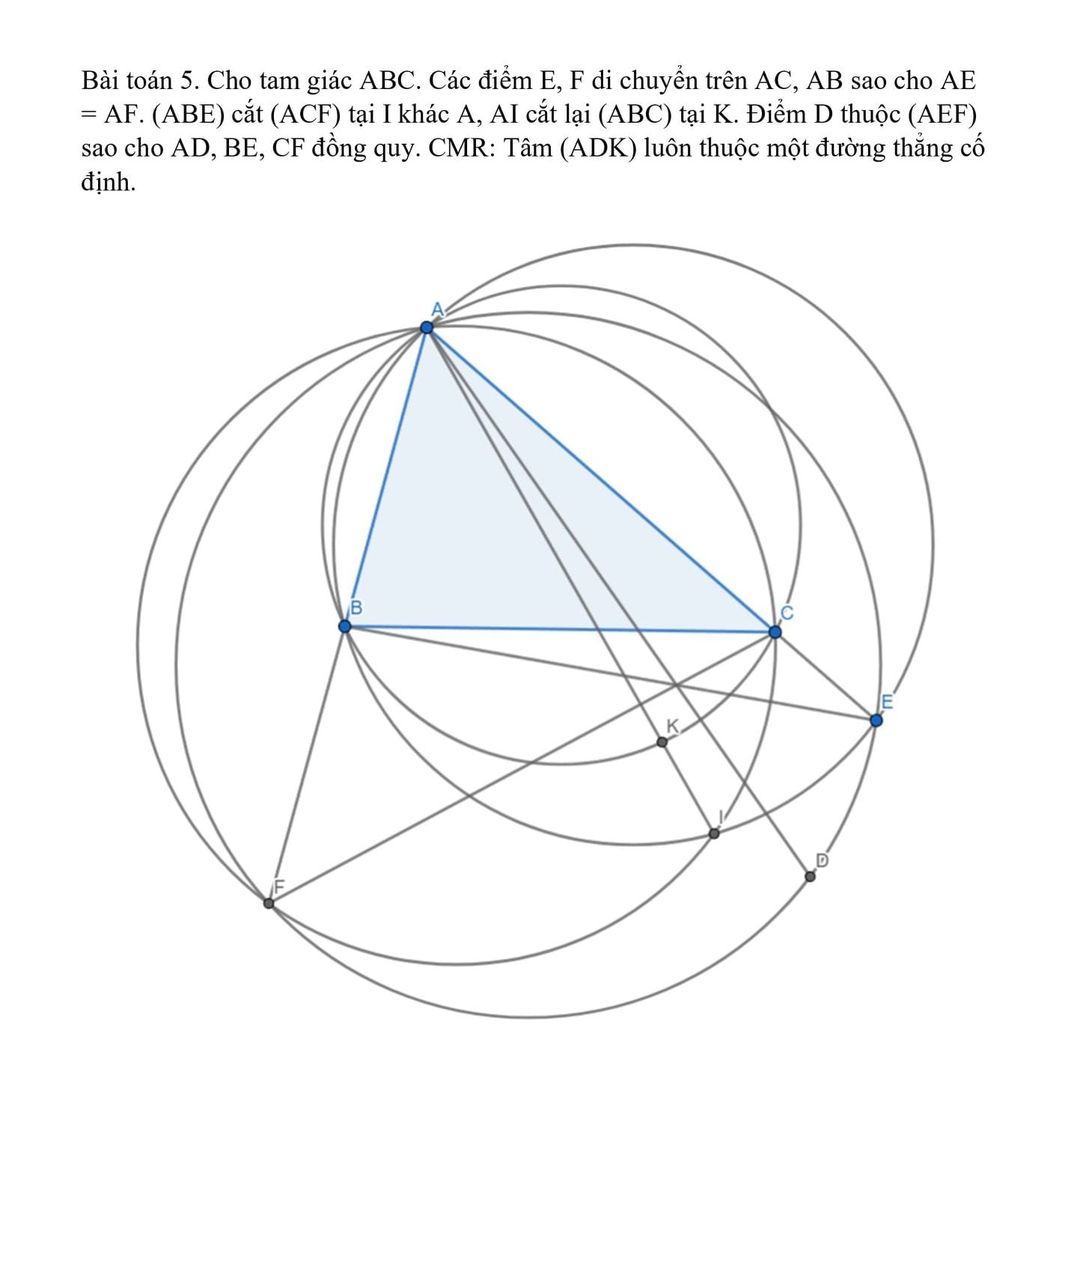 Bài toán 5. Cho tam giác ABC. Các điểm E, F di chuyển trên AC, AB sao cho AE
= AF. (ABE) cắt (ACF) tại I khác A, AI cắt lại (ABC) tại K. Điểm D thuộc (AEF)
sao cho AD, BE, CF đồng quy. CMR: Tâm (ADK) luôn thuộc một đường thẳng cố
định.
A
B
C
E
K
I
D
F